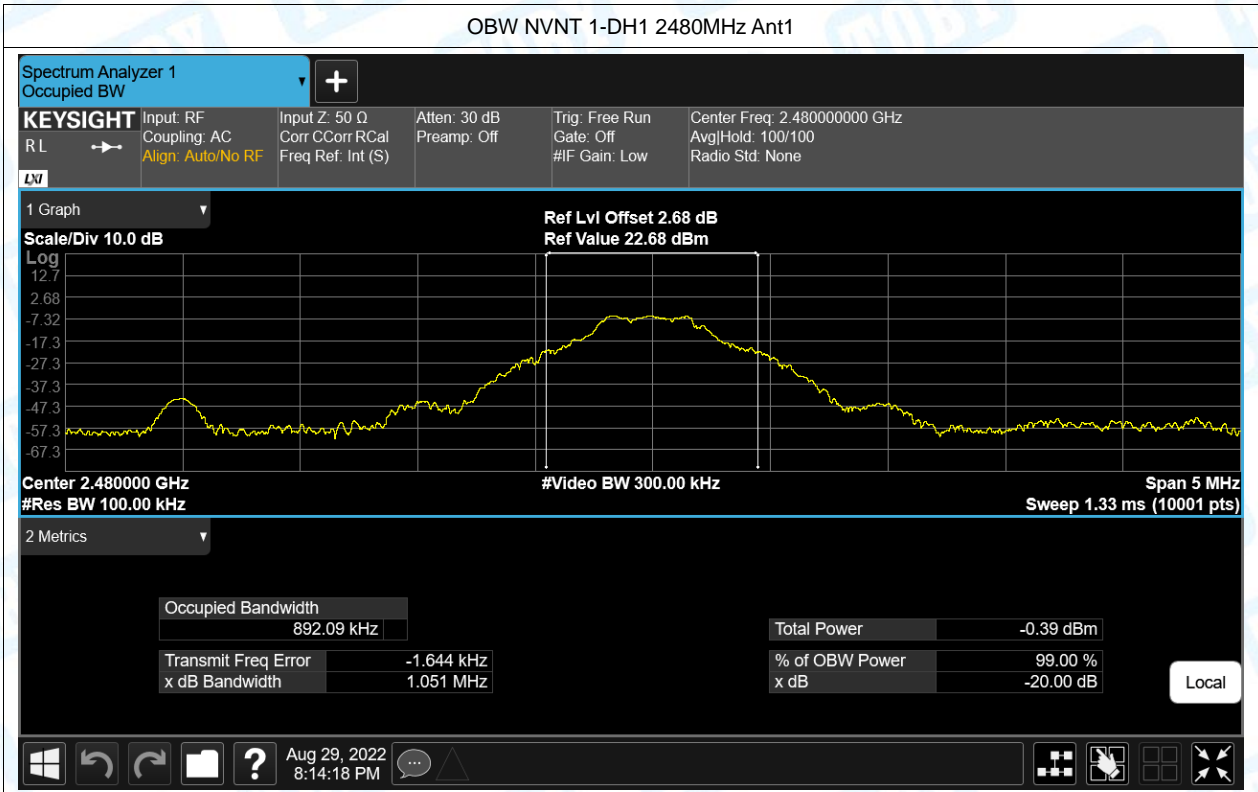 OBW NVNT 1-DH1 2480MHz Ant1
Spectrum Analyzer 1
Occupied BW
KEYSIGHT
R L
LXI
Input: RF
Coupling: AC
Align: Auto/No RF
Input Z: 50 Ω
Corr CCorr RCal
Freq Ref: Int (S)
Atten: 30 dB
Preamp: Off
Trig: Free Run
Gate: Off
#IF Gain: Low
Center Freq: 2.480000000 GHz
Avg|Hold: 100/100
Radio Std: None
1 Graph
Ref Lvl Offset 2.68 dB
Scale/Div 10.0 dB
Ref Value 22.68 dBm
Log
12.7
2.68
-7.32
-17.3
-27.3
-37.3
-47.3
-57.3
-67.3
Center 2.480000 GHz
#Video BW 300.00 kHz
Span 5 MHz
#Res BW 100.00 kHz
Sweep 1.33 ms (10001 pts)
2 Metrics
Occupied Bandwidth
892.09 kHz
Total Power -0.39 dBm
Transmit Freq Error -1.644 kHz
% of OBW Power 99.00 %
x dB Bandwidth 1.051 MHz
x dB -20.00 dB
Local
?
Aug 29, 2022
8:14:18 PM